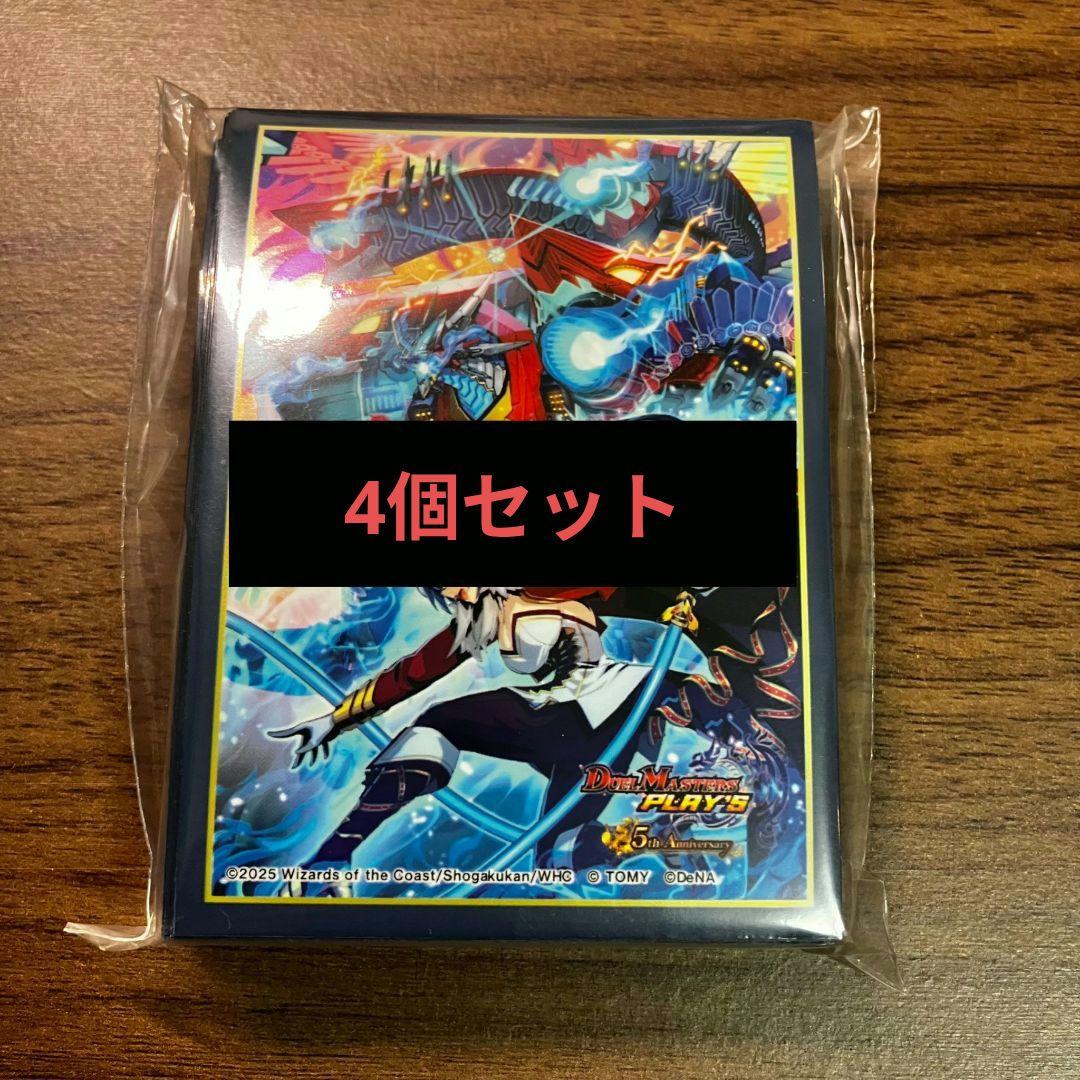 4個セット
DUEL MASTERS
PLAY'S
5th Anniversary
©2025 Wizards of the Coast/Shogakukan/WHC © TOMY ©DeNA